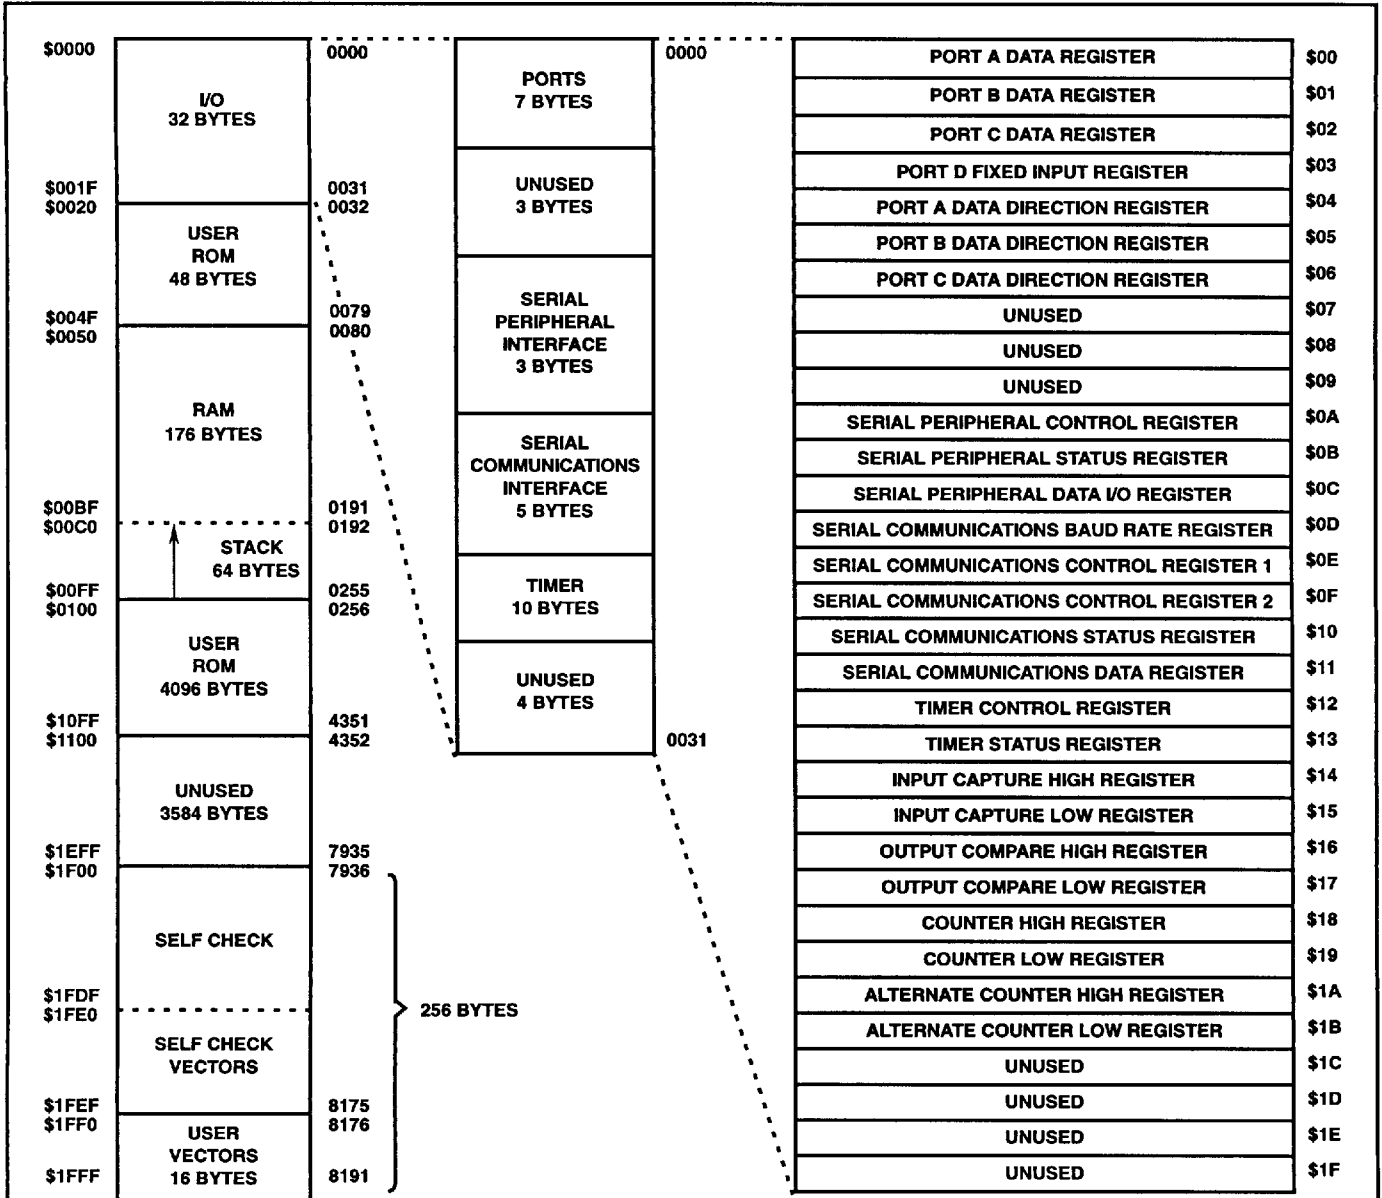 $0000
0000
I/O
32 BYTES
$001F
0031
$0020
0032
USER
ROM
48 BYTES
$004F
0079
$0050
0080
RAM
176 BYTES
$00BF
0191
$00C0
0192
STACK
64 BYTES
$00FF
0255
$0100
0256
USER
ROM
4096 BYTES
$10FF
4351
$1100
4352
UNUSED
3584 BYTES
$1EFF
7935
$1F00
7936
SELF CHECK
$1FDF
$1FE0
256 BYTES
SELF CHECK
VECTORS
$1FEF
8175
$1FF0
8176
USER
VECTORS
16 BYTES
$1FFF
8191
0000
PORTS
7 BYTES
UNUSED
3 BYTES
SERIAL
PERIPHERAL
INTERFACE
3 BYTES
SERIAL
COMMUNICATIONS
INTERFACE
5 BYTES
TIMER
10 BYTES
UNUSED
4 BYTES
0031
PORT A DATA REGISTER $00
PORT B DATA REGISTER $01
PORT C DATA REGISTER $02
PORT D FIXED INPUT REGISTER $03
PORT A DATA DIRECTION REGISTER $04
PORT B DATA DIRECTION REGISTER $05
PORT C DATA DIRECTION REGISTER $06
UNUSED $07
UNUSED $08
UNUSED $09
SERIAL PERIPHERAL CONTROL REGISTER $0A
SERIAL PERIPHERAL STATUS REGISTER $0B
SERIAL PERIPHERAL DATA I/O REGISTER $0C
SERIAL COMMUNICATIONS BAUD RATE REGISTER $0D
SERIAL COMMUNICATIONS CONTROL REGISTER 1 $0E
SERIAL COMMUNICATIONS CONTROL REGISTER 2 $0F
SERIAL COMMUNICATIONS STATUS REGISTER $10
SERIAL COMMUNICATIONS DATA REGISTER $11
TIMER CONTROL REGISTER $12
TIMER STATUS REGISTER $13
INPUT CAPTURE HIGH REGISTER $14
INPUT CAPTURE LOW REGISTER $15
OUTPUT COMPARE HIGH REGISTER $16
OUTPUT COMPARE LOW REGISTER $17
COUNTER HIGH REGISTER $18
COUNTER LOW REGISTER $19
ALTERNATE COUNTER HIGH REGISTER $1A
ALTERNATE COUNTER LOW REGISTER $1B
UNUSED $1C
UNUSED $1D
UNUSED $1E
UNUSED $1F